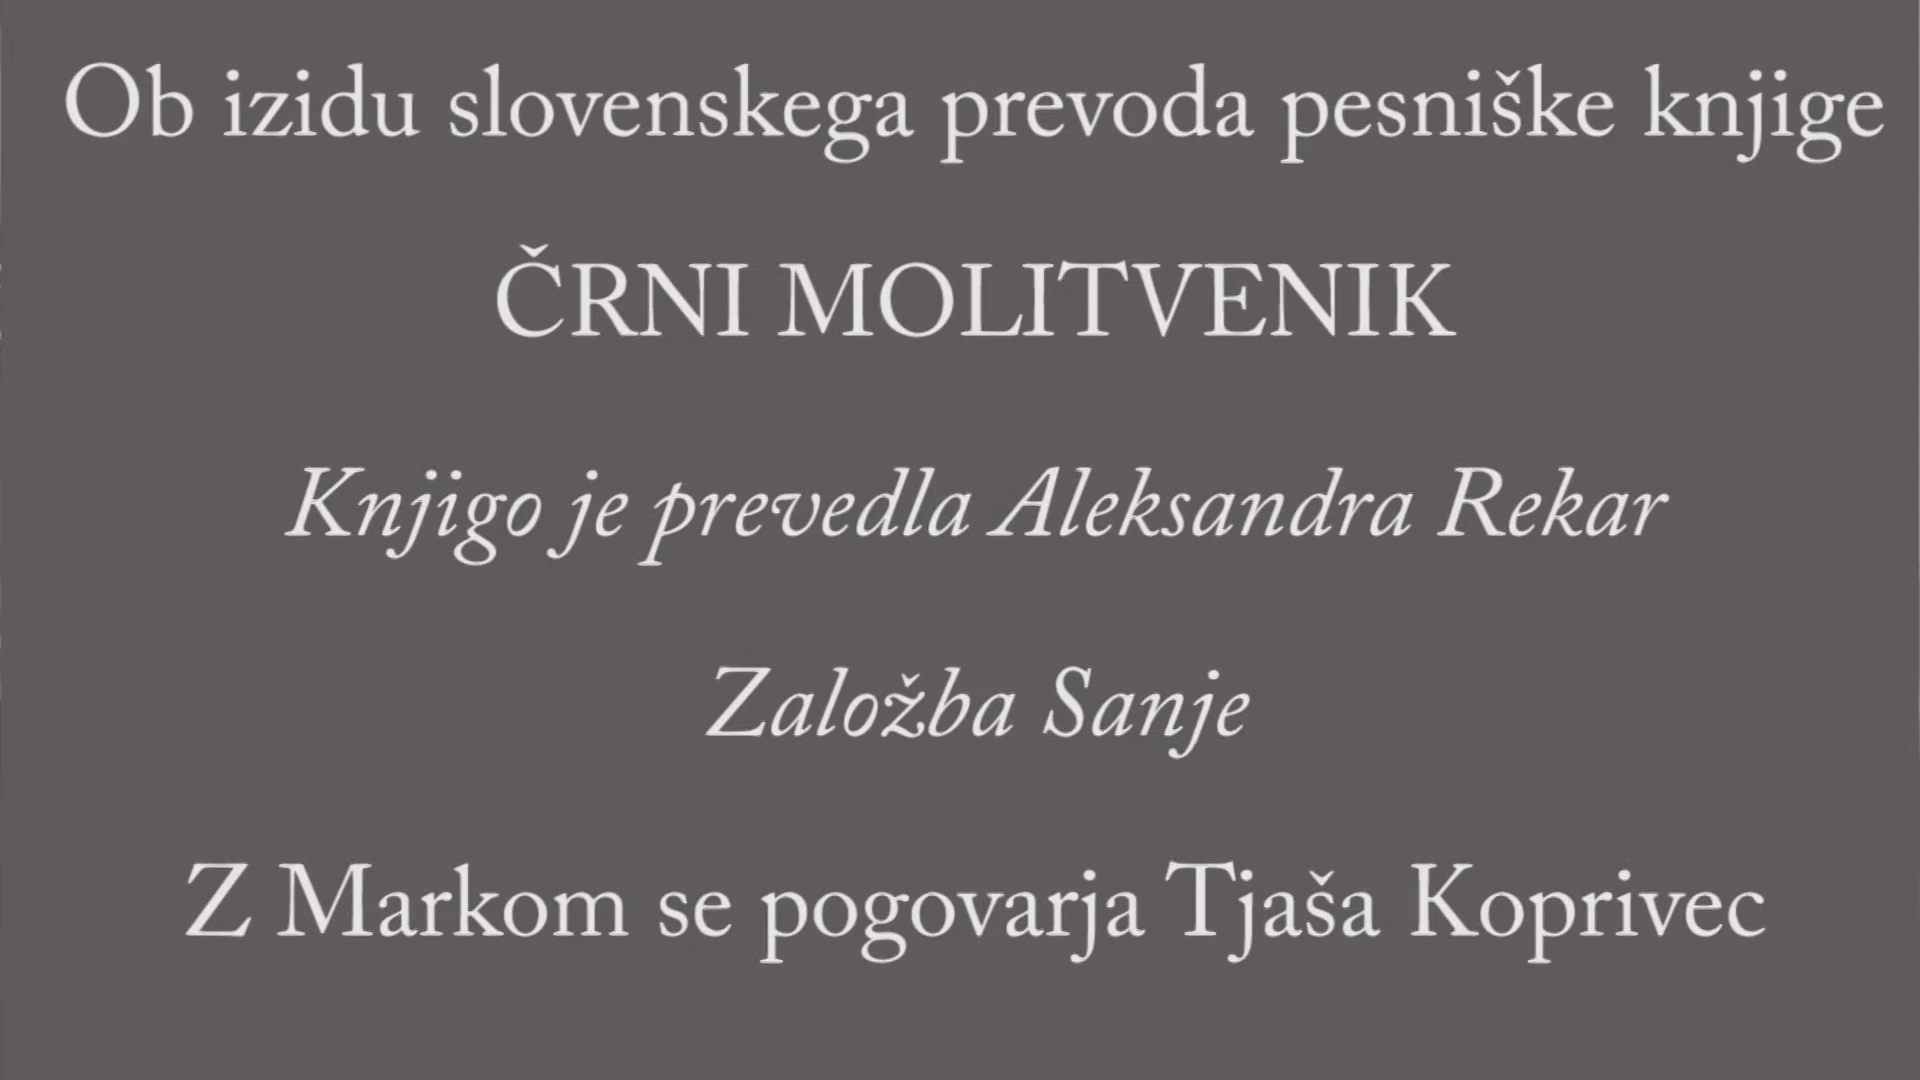 Ob izidu slovenskega prevoda pesniške knjige
ČRNI MOLITVENIK
Knjigo je prevedla Aleksandra Rekar
Založba Sanje
Z Markom se pogovarja Tjaša Koprivec